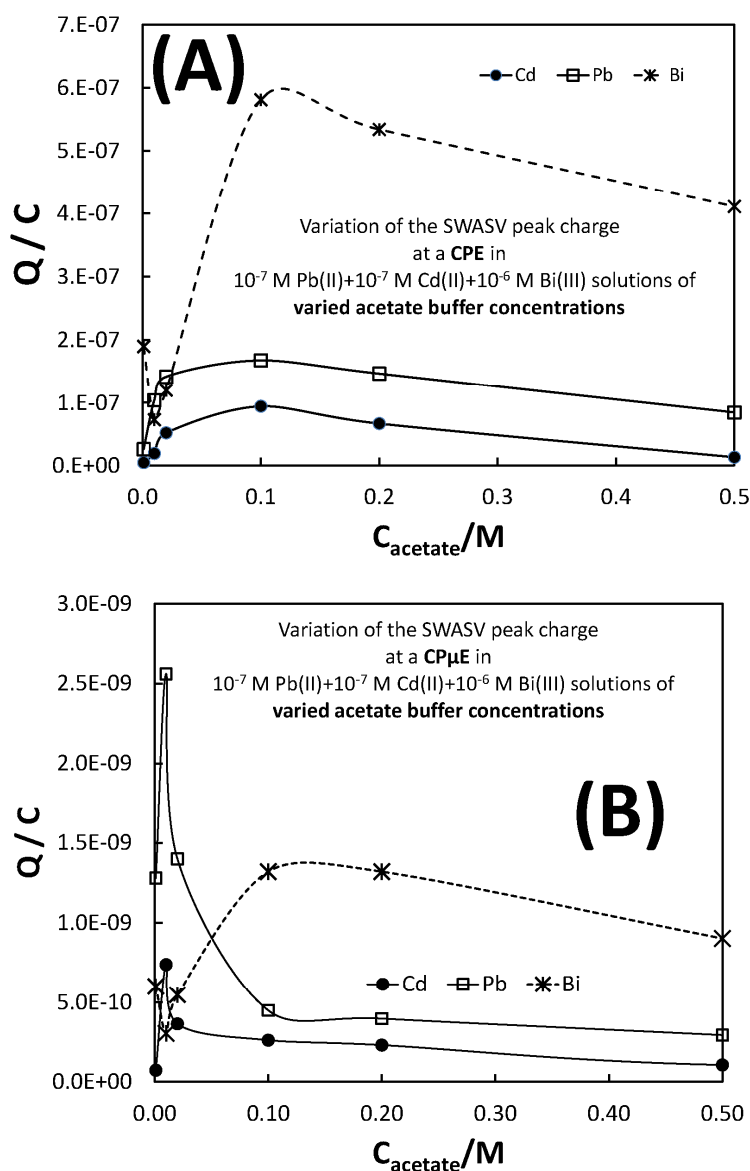 7.E-07
(A)
Cd Pb Bi
6.E-07
5.E-07
4.E-07
Variation of the SWASV peak charge
at a CPE in
10⁻⁷ M Pb(II)+10⁻⁷ M Cd(II)+10⁻⁶ M Bi(III) solutions of
varied acetate buffer concentrations
3.E-07
2.E-07
1.E-07
0.E+00
Q / C
0.0 0.1 0.2 0.3 0.4 0.5
Cacetate/M
3.0E-09
Variation of the SWASV peak charge
at a CPμE in
10⁻⁷ M Pb(II)+10⁻⁷ M Cd(II)+10⁻⁶ M Bi(III) solutions of
varied acetate buffer concentrations
2.5E-09
2.0E-09
(B)
1.5E-09
1.0E-09
Cd Pb Bi
5.0E-10
0.0E+00
Q / C
0.00 0.10 0.20 0.30 0.40 0.50
Cacetate/M